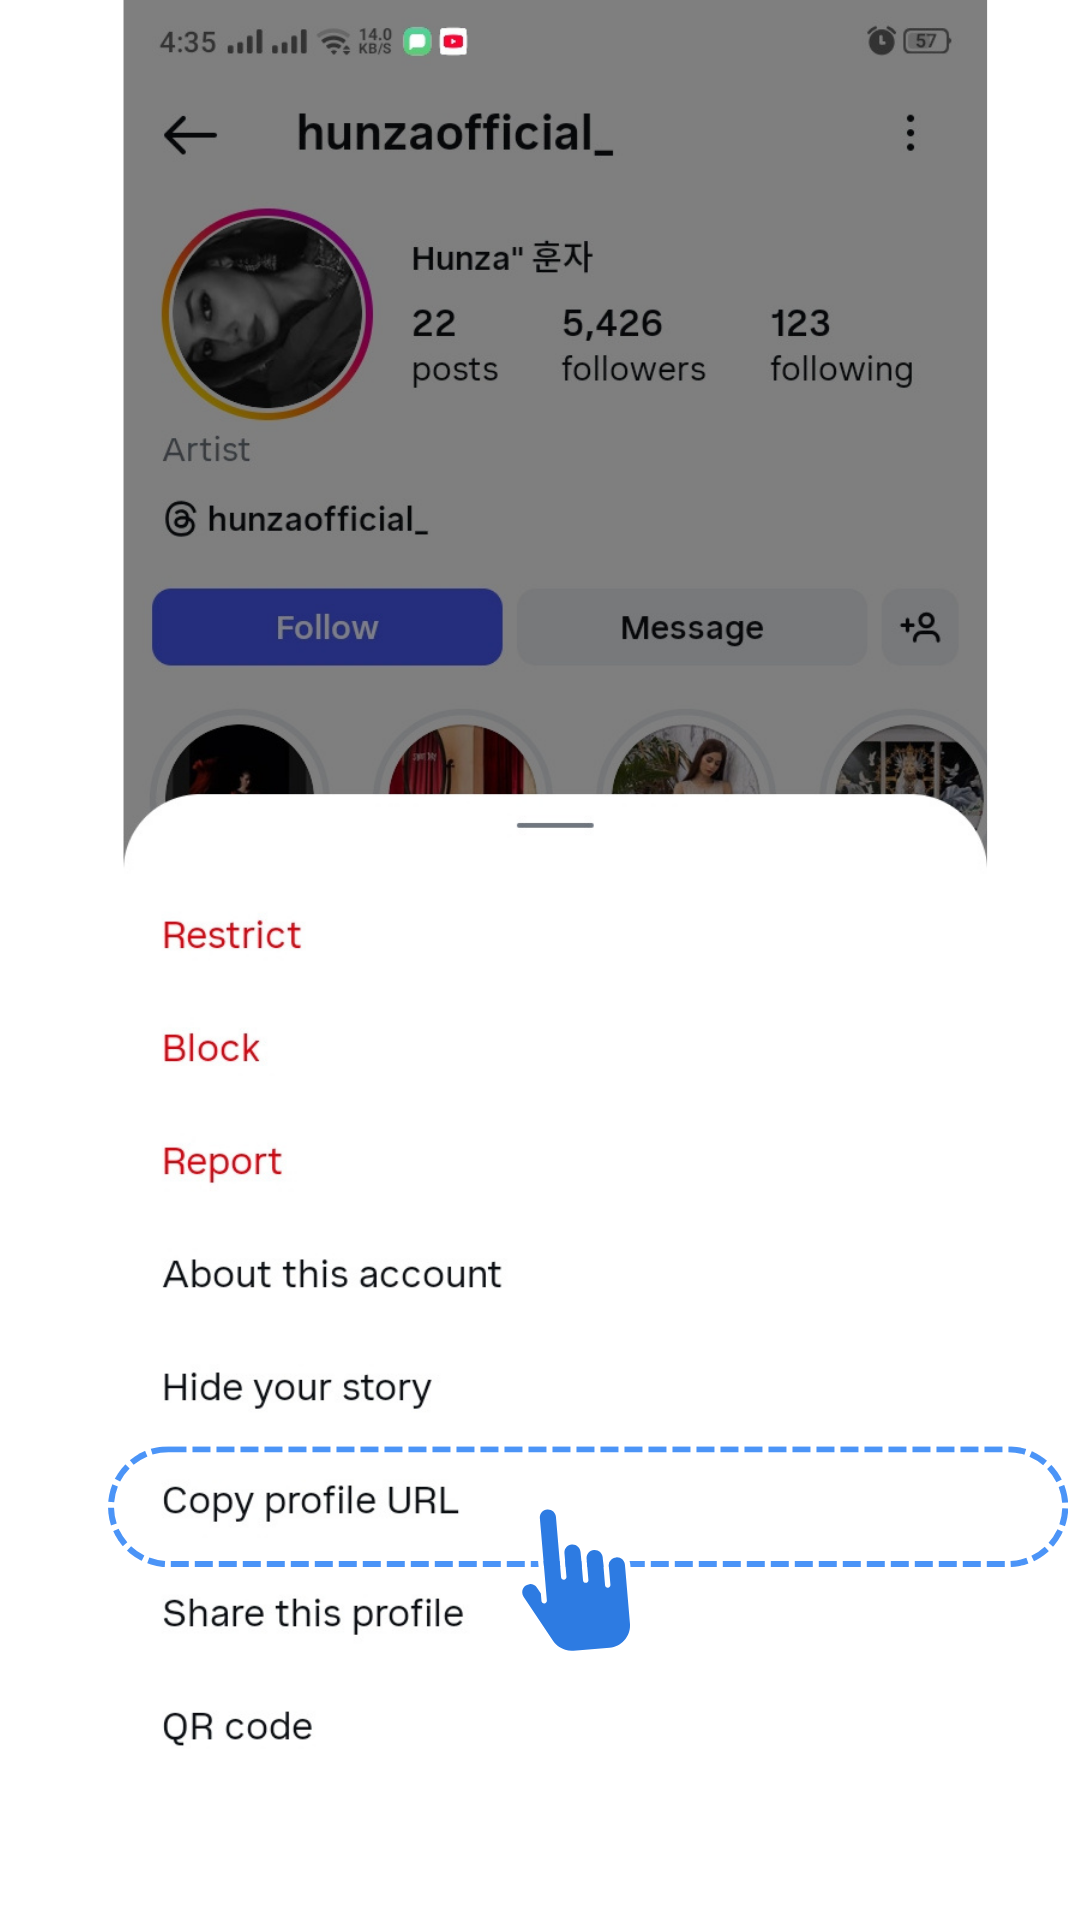 4:35 14.0 KB/S 57
hunzaofficial_
Hunza" 훈자
22 5,426 123
posts followers following
Artist
hunzaofficial_
Follow Message
Restrict
Block
Report
About this account
Hide your story
Copy profile URL
Share this profile
QR code